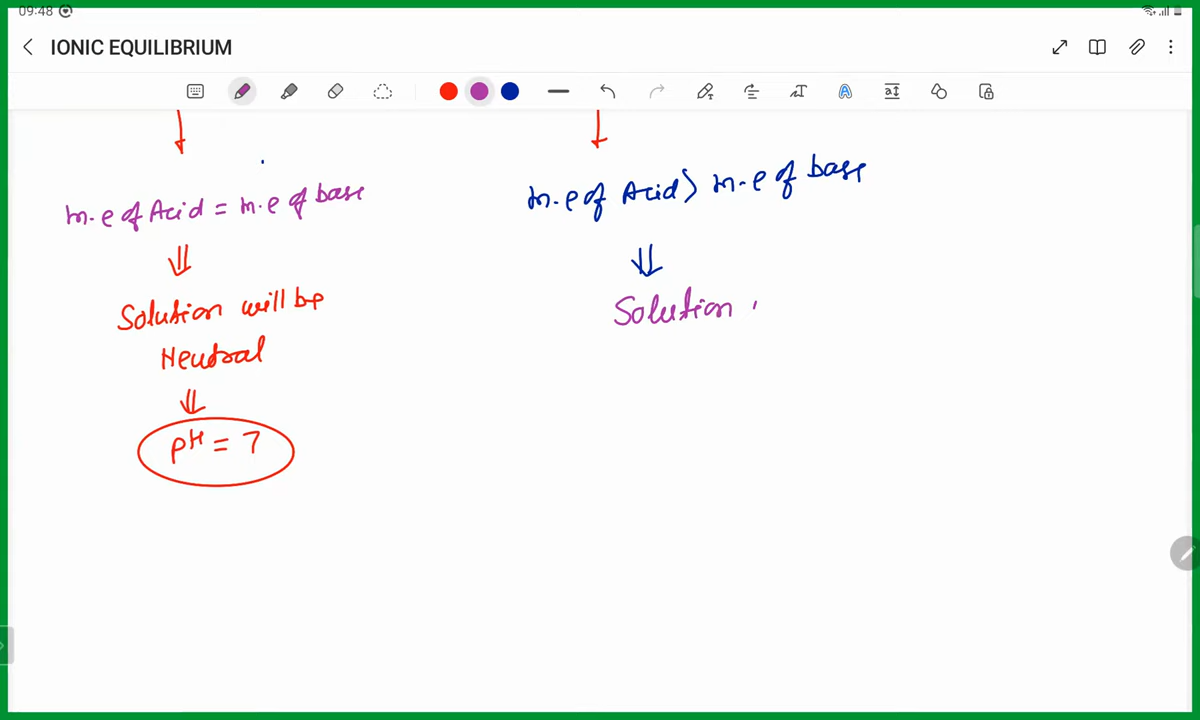 09:48
IONIC EQUILIBRIUM
m.e of Acid = m.e of base
Solution will be
Neutral
pH = 7
m.e of Acid > m.e of base
Solution